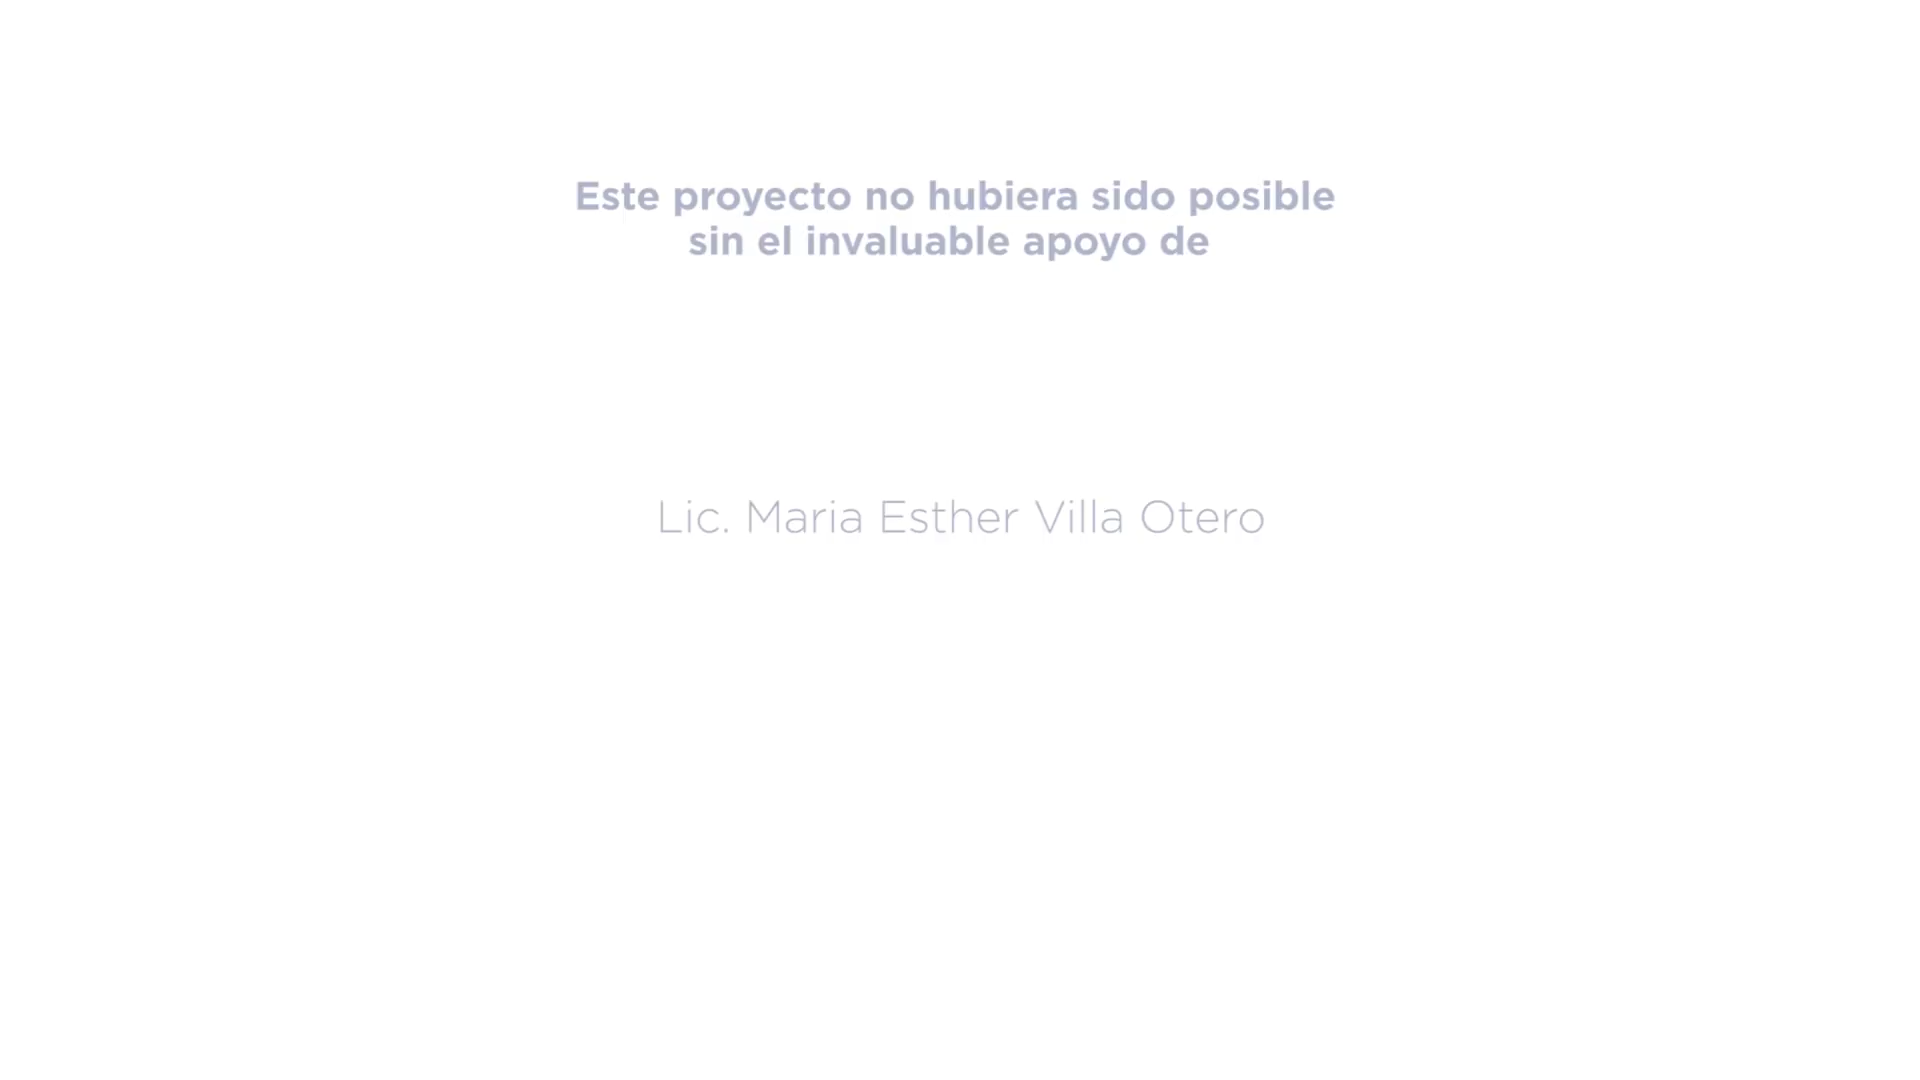 Este proyecto no hubiera sido posible
sin el invaluable apoyo de
Lic. Maria Esther Villa Otero